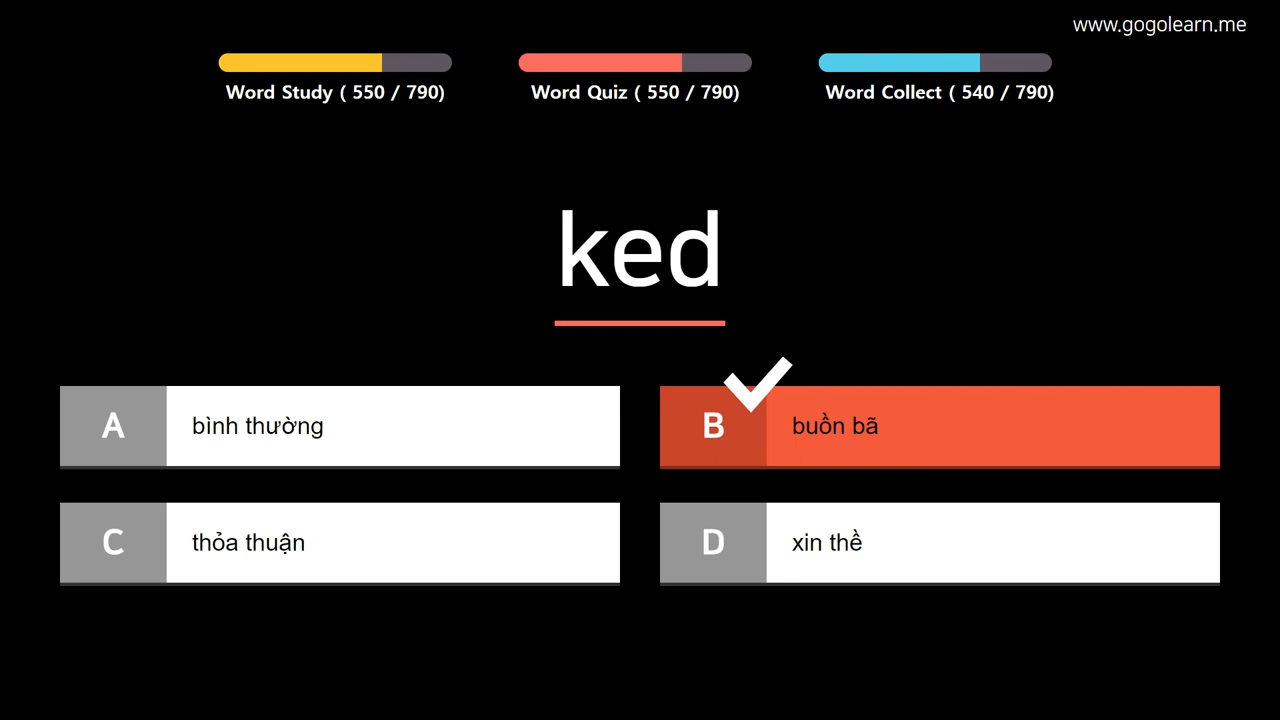 www.gogolearn.me
Word Study ( 550 / 790)
Word Quiz ( 550 / 790)
Word Collect ( 540 / 790)
ked
A
bình thường
B
buồn bã
C
thỏa thuận
D
xin thề